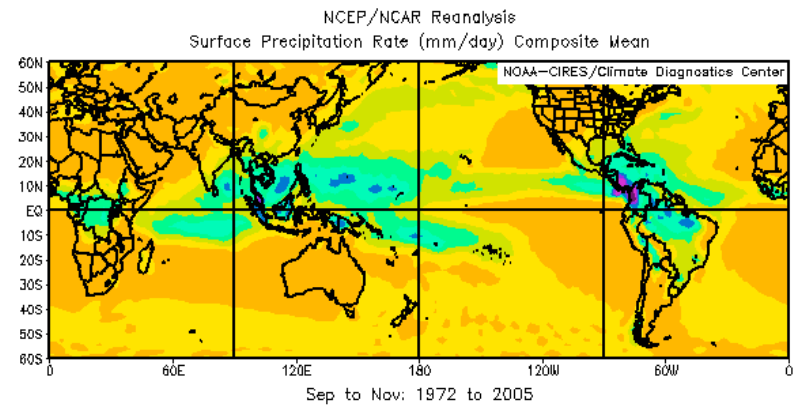 NCEP/NCAR Reanalysis
Surface Precipitation Rate (mm/day) Composite Mean
NOAA-CIRES/Climate Diagnostics Center
60N
50N
40N
30N
20N
10N
EQ
10S
20S
30S
40S
50S
60S
0 60E 120E 180 120W 60W 0
Sep to Nov: 1972 to 2005